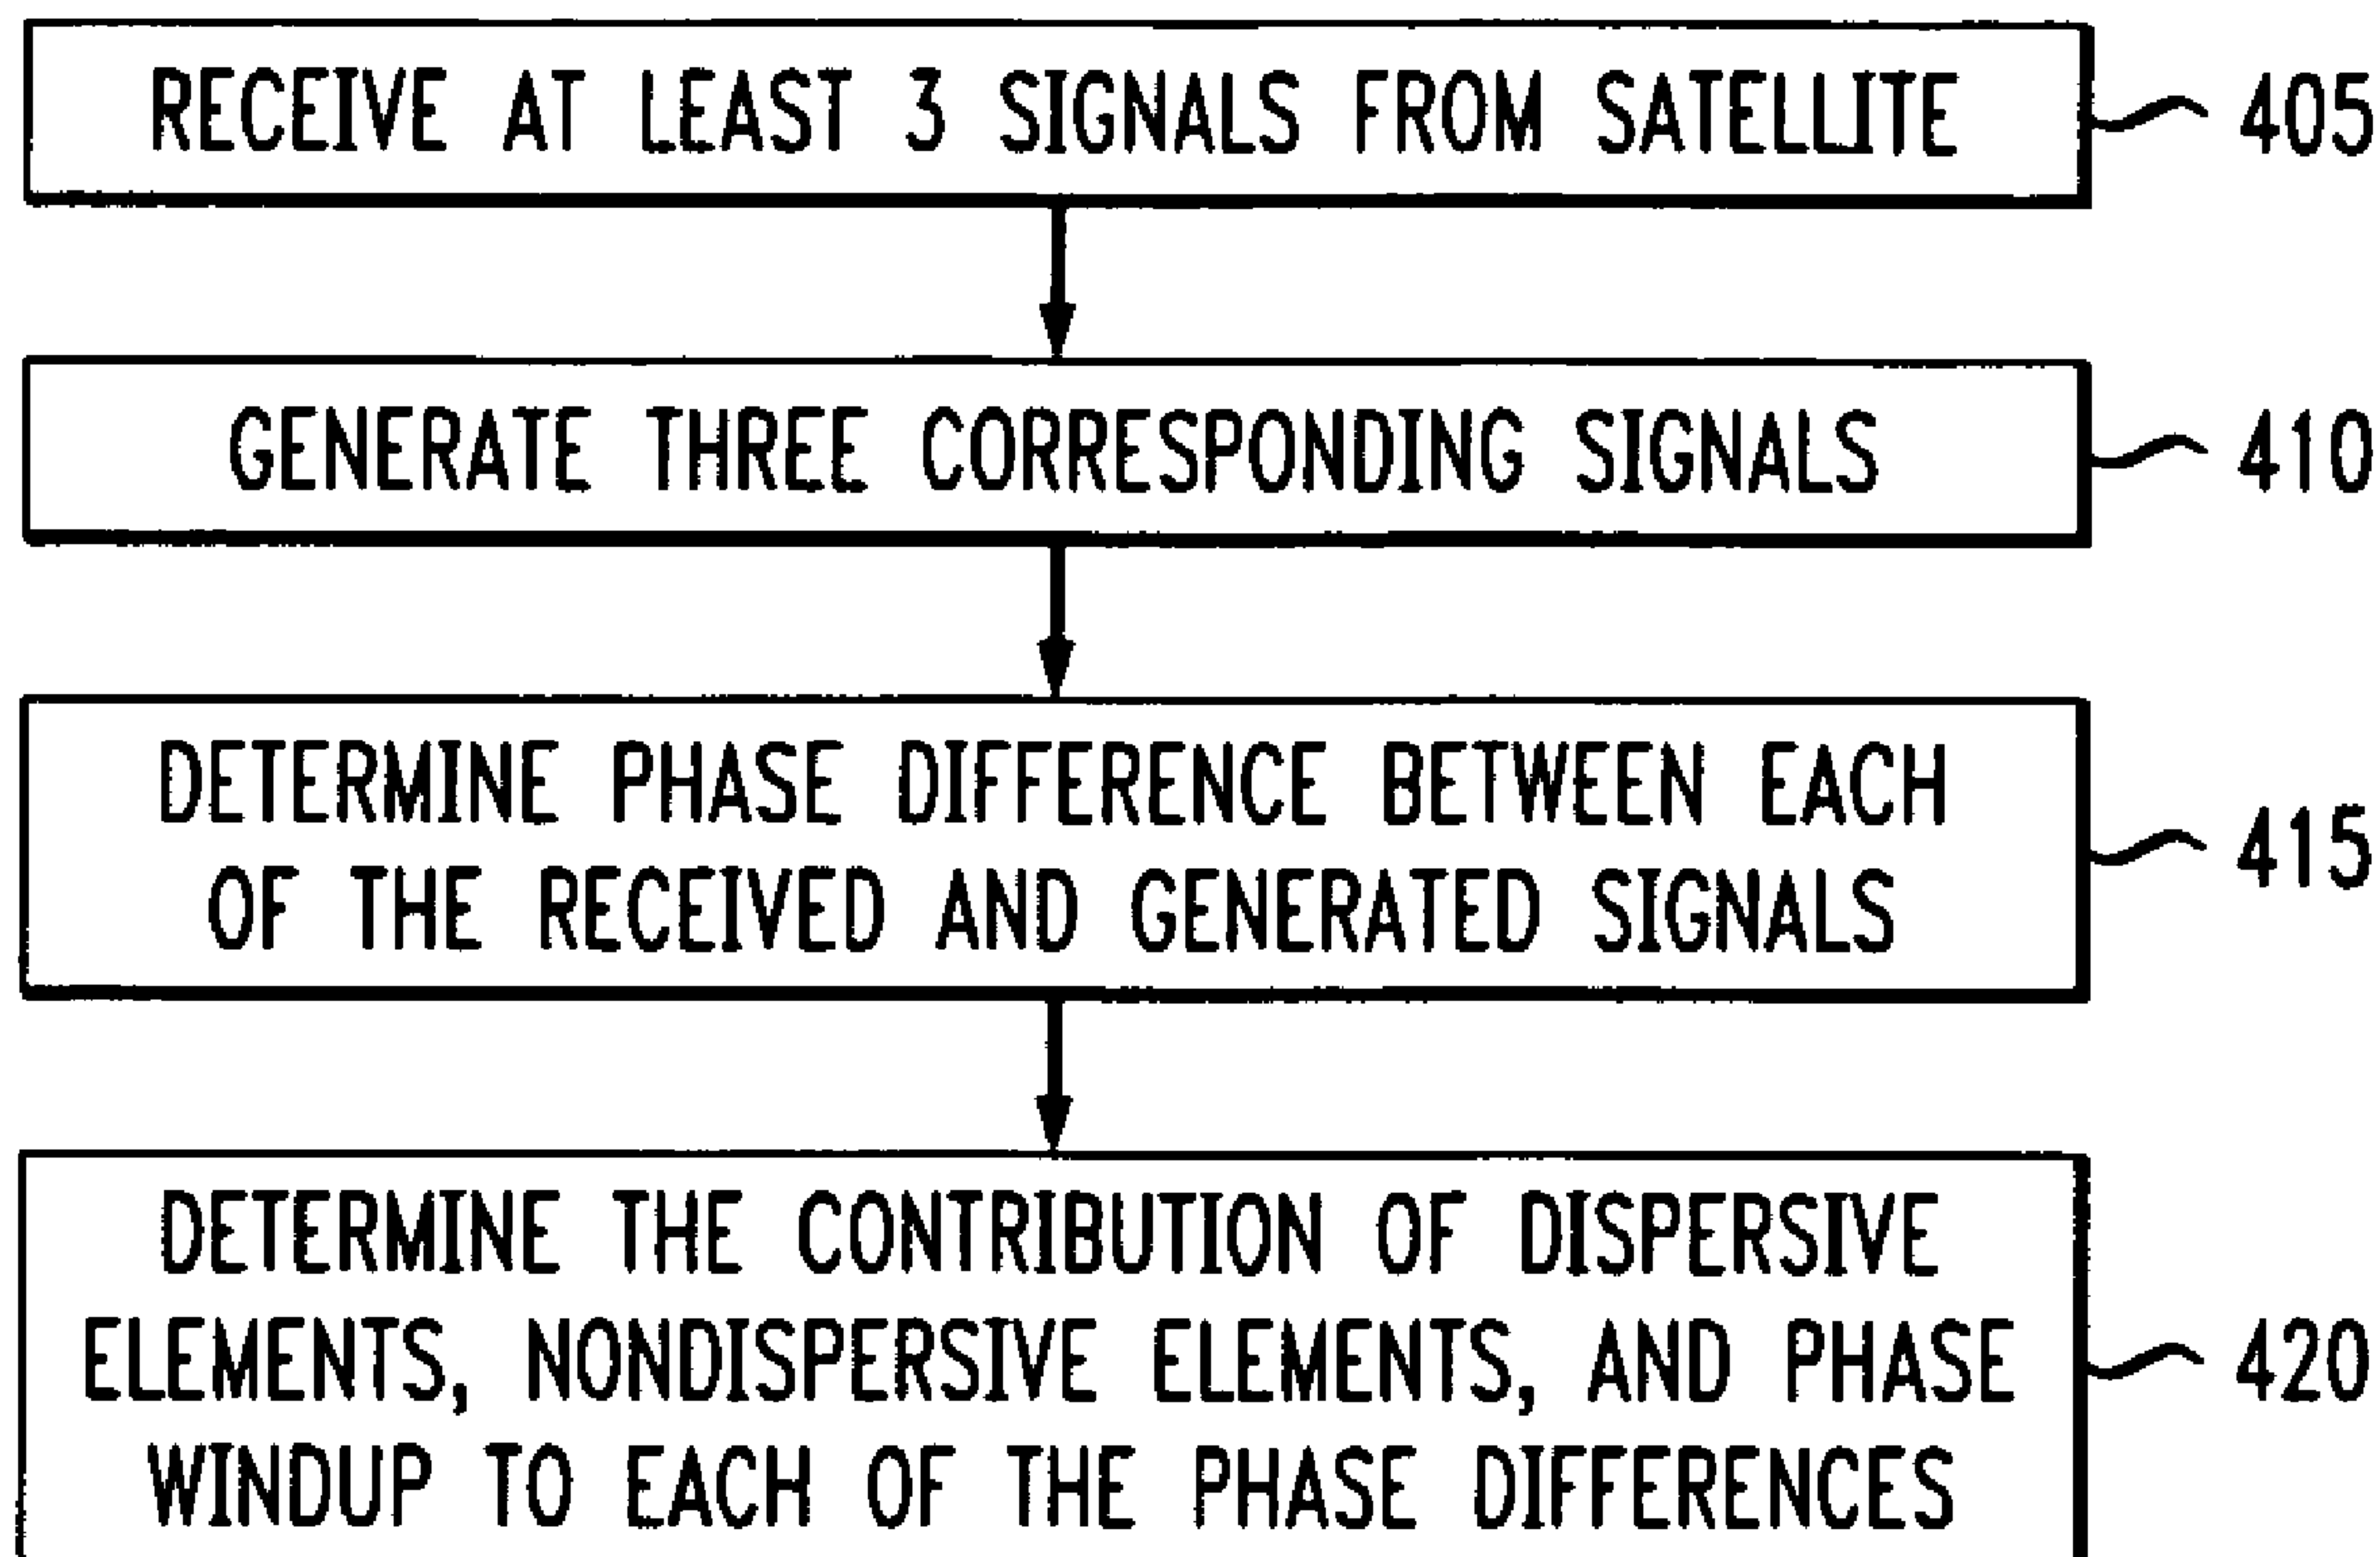 RECEIVE AT LEAST 3 SIGNALS FROM SATELLITE
405
GENERATE THREE CORRESPONDING SIGNALS
410
DETERMINE PHASE DIFFERENCE BETWEEN EACH
OF THE RECEIVED AND GENERATED SIGNALS
415
DETERMINE THE CONTRIBUTION OF DISPERSIVE
ELEMENTS, NONDISPERSIVE ELEMENTS, AND PHASE
WINDUP TO EACH OF THE PHASE DIFFERENCES
420